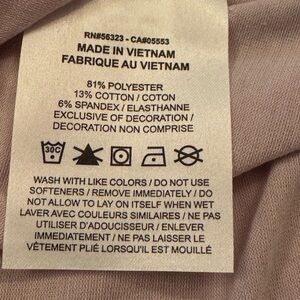 RN#56323 - CA#05553
MADE IN VIETNAM
FABRIQUE AU VIETNAM
81% POLYESTER
13% COTTON / COTON
6% SPANDEX / ELASTHANNE
EXCLUSIVE OF DECORATION /
DECORATION NON COMPRISE
30C
WASH WITH LIKE COLORS / DO NOT USE
SOFTENERS / REMOVE IMMEDIATELY / DO
NOT ALLOW TO LAY ON ITSELF WHEN WET
LAVER AVEC COULEURS SIMILAIRES / NE PAS
UTILISER D'ADOUCISSEUR / ENLEVER
IMMEDIATEMENT / NE PAS LAISSER LE
VÊTEMENT PLIÉ LORSQU'IL EST MOUILLÉ